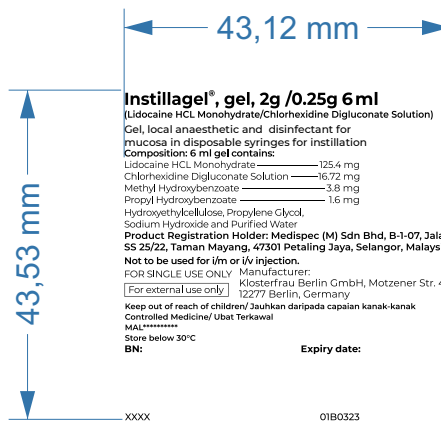 43,12 mm
43,53 mm
Instillagel®, gel, 2g /0.25g 6 ml
(Lidocaine HCL Monohydrate/Chlorhexidine Digluconate Solution)
Gel, local anaesthetic and disinfectant for
mucosa in disposable syringes for instillation
Composition: 6 ml gel contains:
Lidocaine HCL Monohydrate 125.4 mg
Chlorhexidine Digluconate Solution 16.72 mg
Methyl Hydroxybenzoate 3.8 mg
Propyl Hydroxybenzoate 1.6 mg
Hydroxyethylcellulose, Propylene Glycol,
Sodium Hydroxide and Purified Water
Product Registration Holder: Medispec (M) Sdn Bhd, B-1-07, Jala
SS 25/22, Taman Mayang, 47301 Petaling Jaya, Selangor, Malays
Not to be used for i/m or i/v injection.
FOR SINGLE USE ONLY
For external use only
Manufacturer:
Klosterfrau Berlin GmbH, Motzener Str. 4
12277 Berlin, Germany
Keep out of reach of children/ Jauhkan daripada capaian kanak-kanak
Controlled Medicine/ Ubat Terkawal
MAL**********
Store below 30°C
BN: Expiry date:
XXXX 01B0323